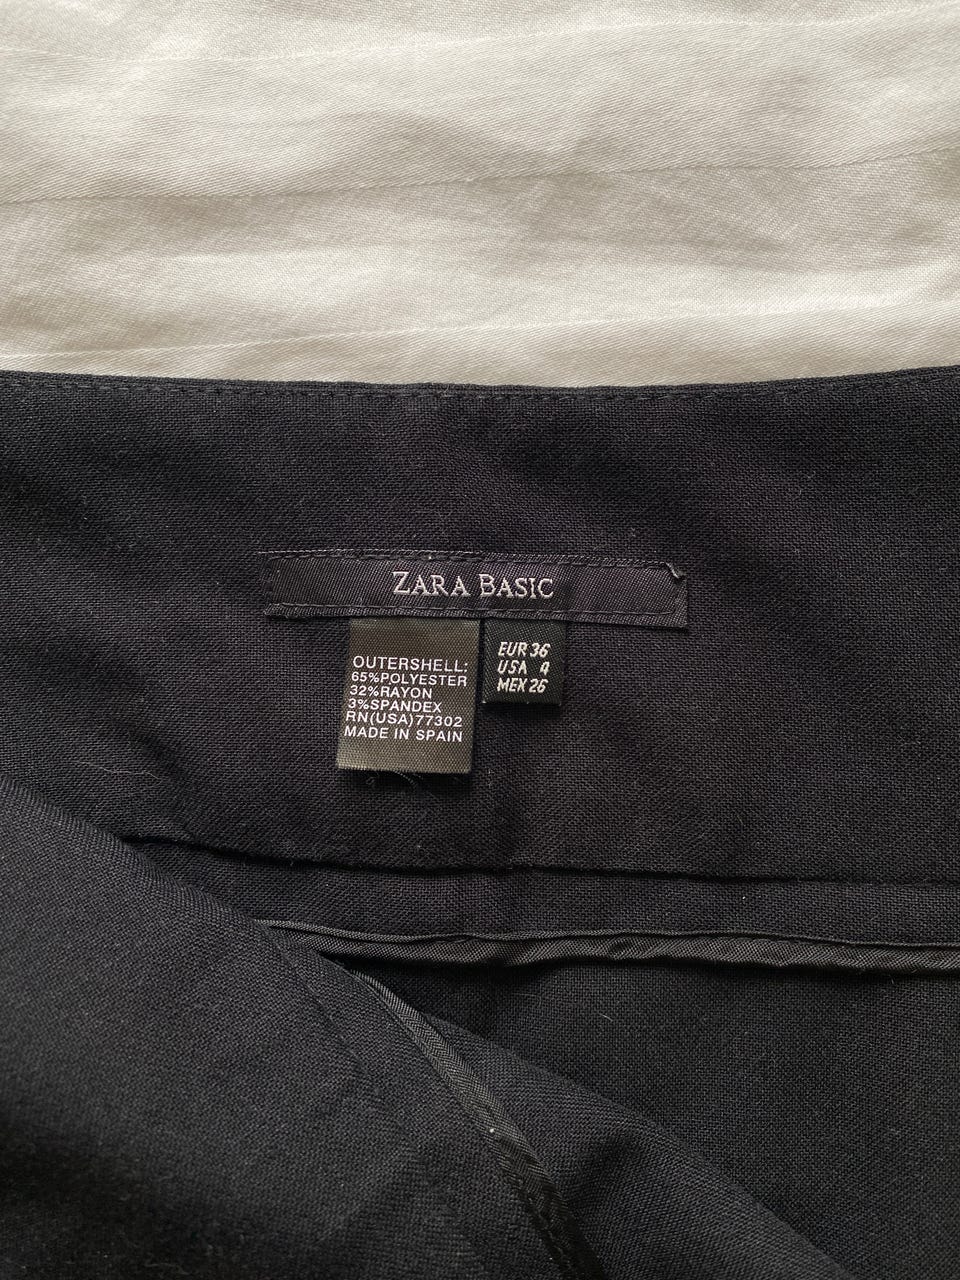 ZARA BASIC
OUTERSHELL:
65%POLYESTER
32%RAYON
3%SPANDEX
RN(USA)77302
MADE IN SPAIN
EUR 36
USA 4
MEX 26